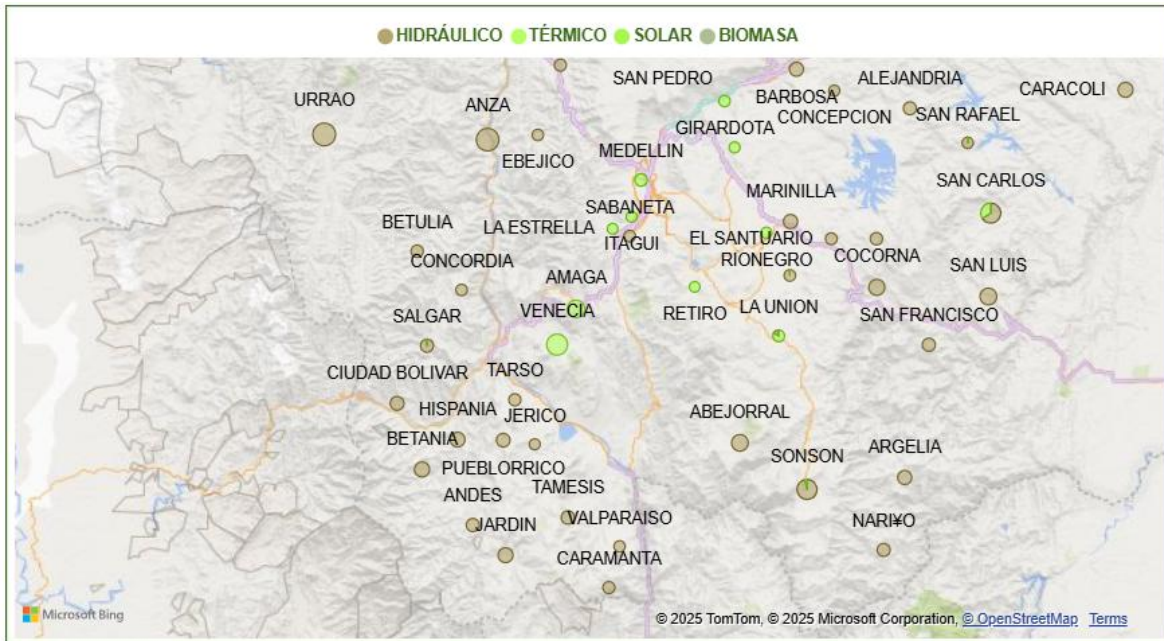 HIDRÁULICO TÉRMICO SOLAR BIOMASA
SAN PEDRO
ALEJANDRIA
CARACOLI
URRAO
ANZA
BARBOSA
CONCEPCION
SAN RAFAEL
GIRARDOTA
EBEJICO
MEDELLIN
SAN CARLOS
MARINILLA
BETULIA
LA ESTRELLA
SABANETA
ITAGUI
EL SANTUARIO
RIONEGRO
COCORNA
CONCORDIA
AMAGA
SAN LUIS
VENECIA
RETIRO
LA UNION
SALGAR
SAN FRANCISCO
CIUDAD BOLIVAR
TARSO
HISPANIA
JERICO
ABEJORRAL
BETANIA
ARGELIA
SONSON
PUEBLORRICO
ANDES
TAMESIS
JARDIN
VALPARAISO
NARI¥O
CARAMANTA
Microsoft Bing
© 2025 TomTom, © 2025 Microsoft Corporation, © OpenStreetMap Terms